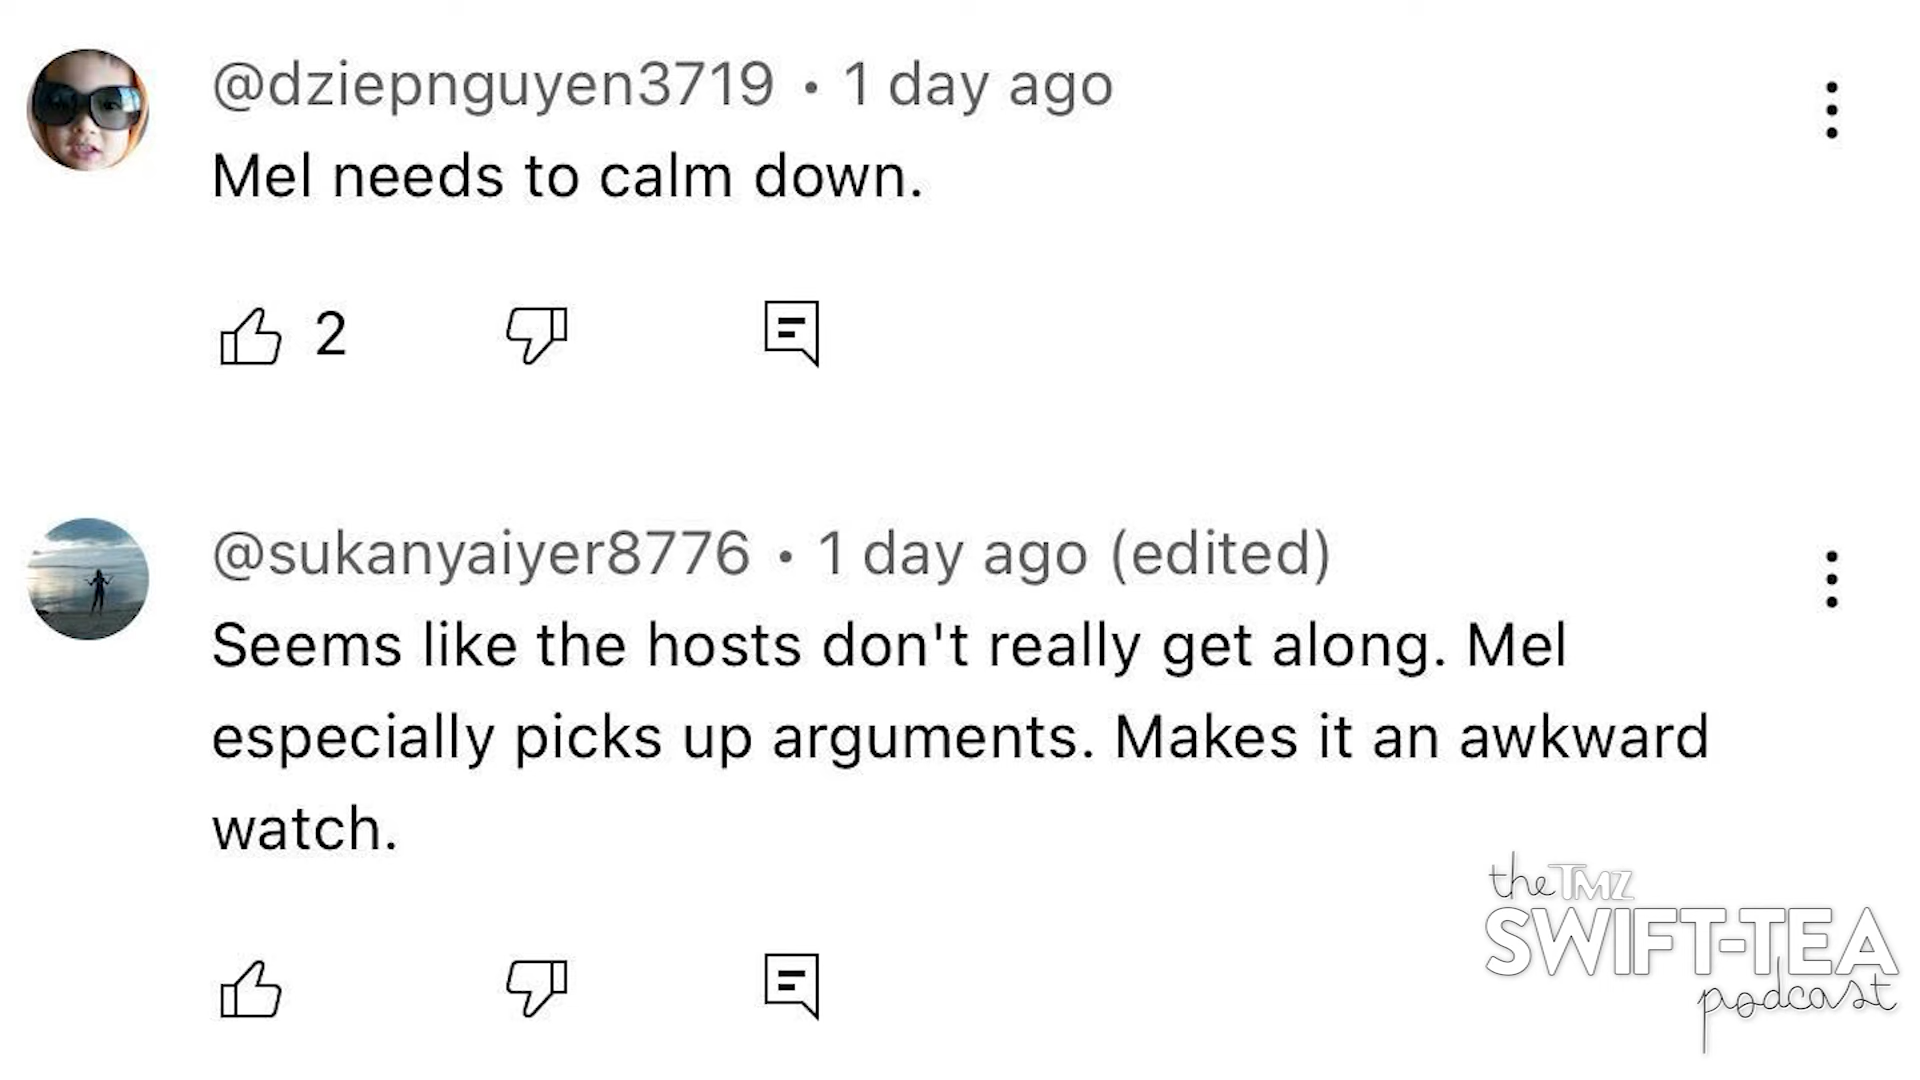 @dziepnguyen3719 • 1 day ago
Mel needs to calm down.
2
@sukanyaiyer8776 • 1 day ago (edited)
Seems like the hosts don't really get along. Mel
especially picks up arguments. Makes it an awkward
watch.
the TMZ
SWIFT-TEA
podcast